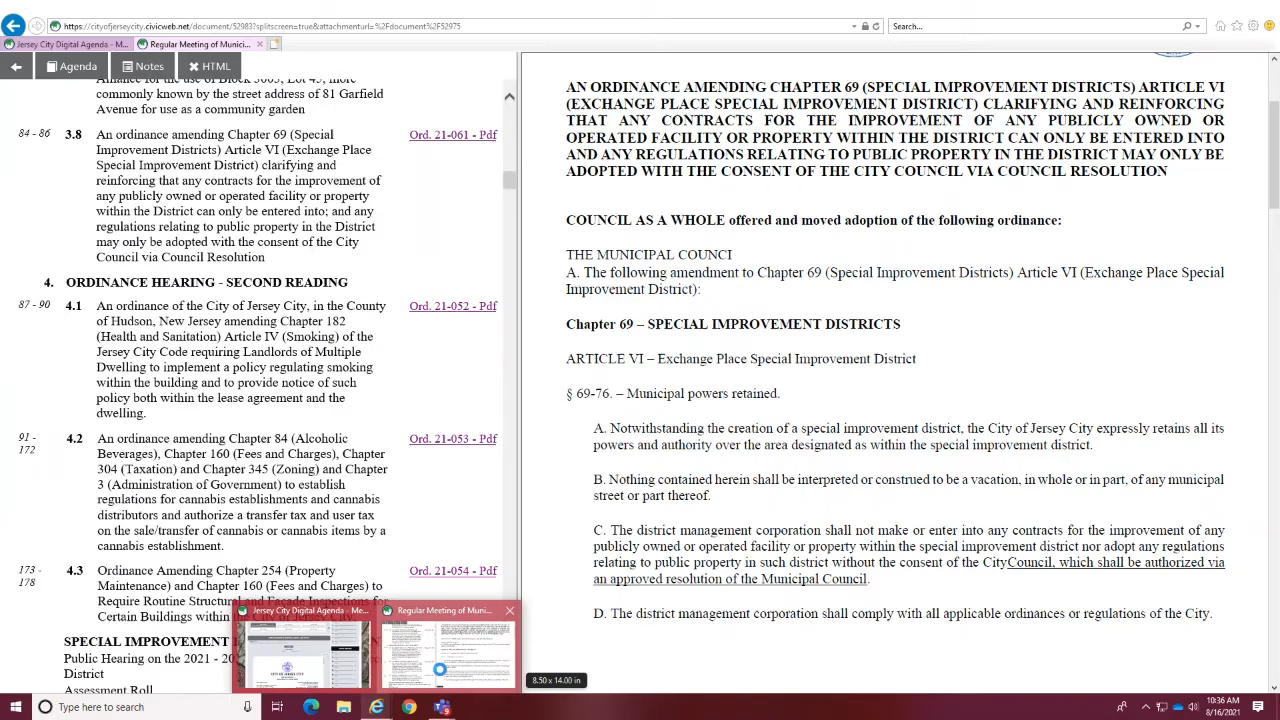 https://cityofjerseycity.civicweb.net/document/52983?splitscreen=true&attachmenturl=%2Fdocument%2F52975
Search...
Jersey City Digital Agenda - M...
Regular Meeting of Munici...
Agenda
Notes
HTML
Alliance for the use of Block 3003, Lot 45, more
commonly known by the street address of 81 Garfield
Avenue for use as a community garden
84 - 86
3.8 An ordinance amending Chapter 69 (Special
Improvement Districts) Article VI (Exchange Place
Special Improvement District) clarifying and
reinforcing that any contracts for the improvement of
any publicly owned or operated facility or property
within the District can only be entered into; and any
regulations relating to public property in the District
may only be adopted with the consent of the City
Council via Council Resolution
Ord. 21-061 - Pdf
4. ORDINANCE HEARING - SECOND READING
87 - 90
4.1 An ordinance of the City of Jersey City, in the County
of Hudson, New Jersey amending Chapter 182
(Health and Sanitation) Article IV (Smoking) of the
Jersey City Code requiring Landlords of Multiple
Dwelling to implement a policy regulating smoking
within the building and to provide notice of such
policy both within the lease agreement and the
dwelling.
Ord. 21-052 - Pdf
91 -
172
4.2 An ordinance amending Chapter 84 (Alcoholic
Beverages), Chapter 160 (Fees and Charges), Chapter
304 (Taxation) and Chapter 345 (Zoning) and Chapter
3 (Administration of Government) to establish
regulations for cannabis establishments and cannabis
distributors and authorize a transfer tax and user tax
on the sale/transfer of cannabis or cannabis items by a
cannabis establishment.
Ord. 21-053 - Pdf
173 -
178
4.3 Ordinance Amending Chapter 254 (Property
Maintenance) and Chapter 160 (Fees and Charges) to
Require Routine Structural and Façade Inspections for
Ord. 21-054 - Pdf
Public H
District
Assessment Roll
AN ORDINANCE AMENDING CHAPTER 69 (SPECIAL IMPROVEMENT DISTRICTS) ARTICLE VI
(EXCHANGE PLACE SPECIAL IMPROVEMENT DISTRICT) CLARIFYING AND REINFORCING
THAT ANY CONTRACTS FOR THE IMPROVEMENT OF ANY PUBLICLY OWNED OR
OPERATED FACILITY OR PROPERTY WITHIN THE DISTRICT CAN ONLY BE ENTERED INTO
AND ANY REGULATIONS RELATING TO PUBLIC PROPERTY IN THE DISTRICT MAY ONLY BE
ADOPTED WITH THE CONSENT OF THE CITY COUNCIL VIA COUNCIL RESOLUTION
COUNCIL AS A WHOLE offered and moved adoption of the following ordinance:
THE MUNICIPAL COUNCI
A. The following amendment to Chapter 69 (Special Improvement Districts) Article VI (Exchange Place Special
Improvement District):
Chapter 69 – SPECIAL IMPROVEMENT DISTRICTS
ARTICLE VI – Exchange Place Special Improvement District
§ 69-76. – Municipal powers retained.
A. Notwithstanding the creation of a special improvement district, the City of Jersey City expressly retains all its
powers and authority over the area designated as within the special improvement district.
B. Nothing contained herein shall be interpreted or construed to be a vacation, in whole or in part, of any municipal
street or part thereof.
C. The district management corporation shall not make or enter into any contracts for the improvement of any
publicly owned or operated facility or property within the special improvement district nor adopt any regulations
relating to public property in such district without the consent of the CityCouncil, which shall be authorized via
an approved resolution of the Municipal Council.
Jersey City Digital Agenda - Me...
Regular Meeting of Muni...
CITY OF JERSEY CITY
8.50 x 14.00 in
Type here to search
10:36 AM
8/16/2021